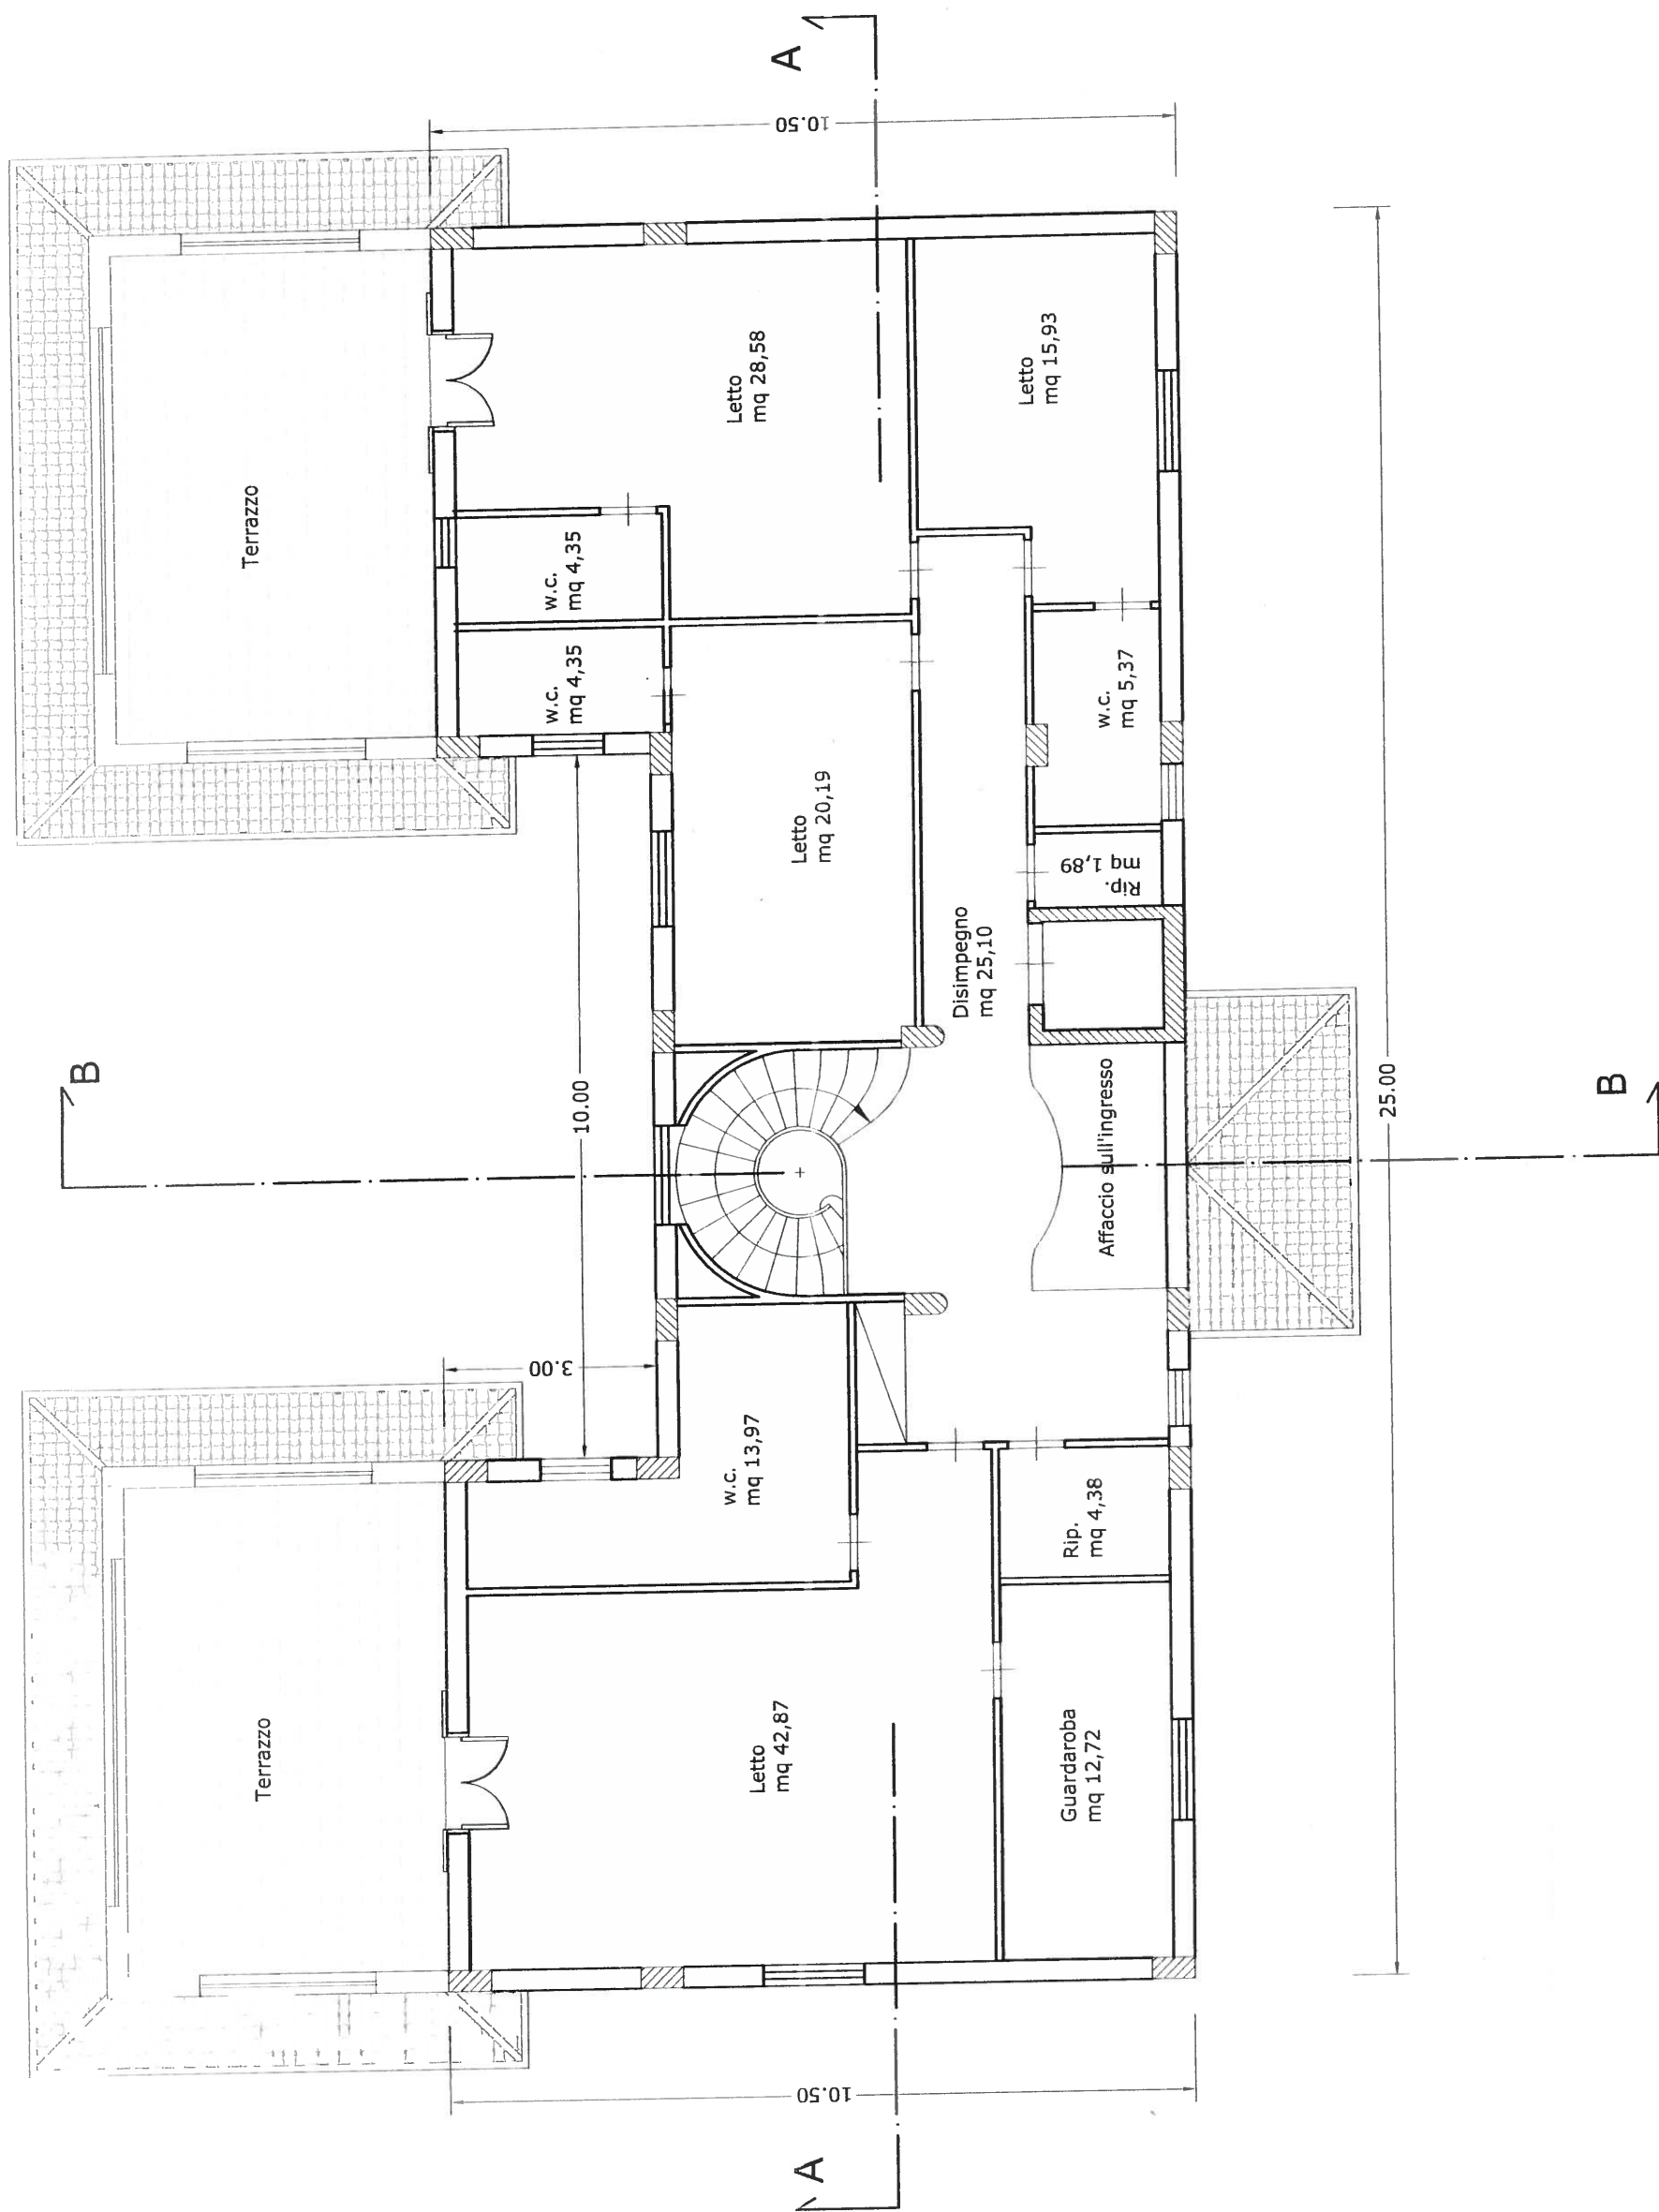 A
A
B
B
10.50
10.50
10.00
3.00
25.00
Terrazzo
Terrazzo
Letto
mq 42,87
w.c.
mq 13,97
Guardaroba
mq 12,72
Rip.
mq 4,38
Affaccio sull'ingresso
Disimpegno
mq 25,10
Letto
mq 20,19
w.c.
mq 4,35
w.c.
mq 4,35
Letto
mq 28,58
Letto
mq 15,93
w.c.
mq 5,37
Rip.
mq 1,89